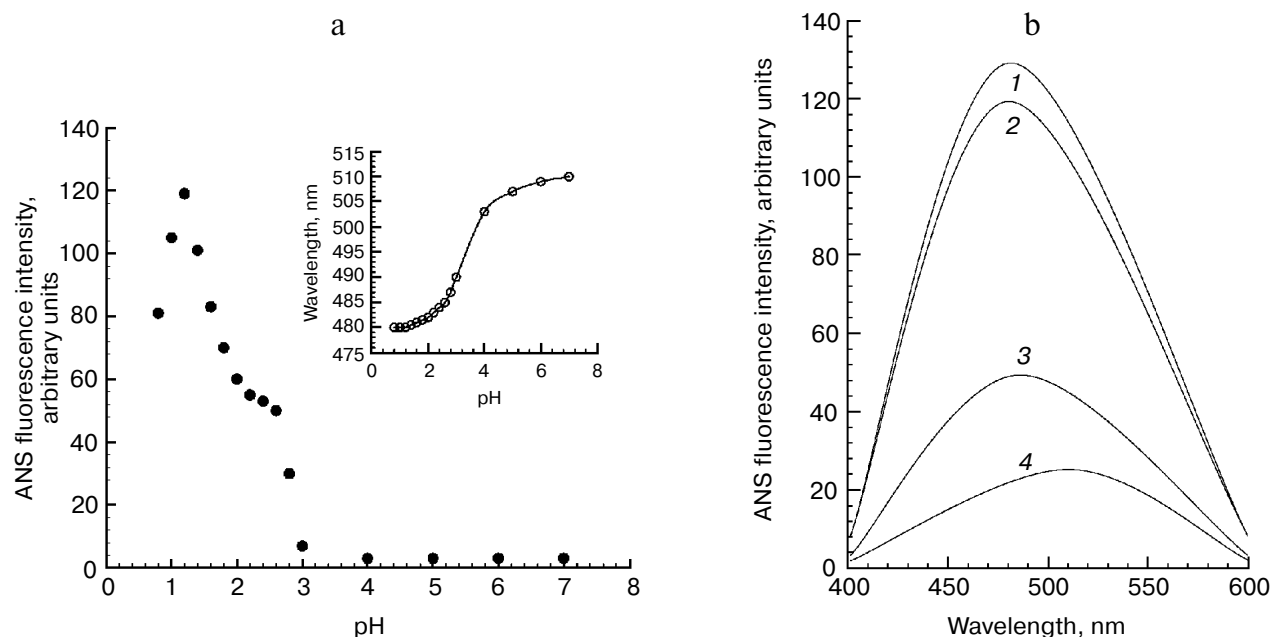 a
ANS fluorescence intensity,
arbitrary units
140
120
100
80
60
40
20
0
0 1 2 3 4 5 6 7 8
pH
Wavelength, nm
515
510
505
500
495
490
485
480
475
0 2 4 6 8
pH
b
ANS fluorescence intensity, arbitrary units
140
120
100
80
60
40
20
0
1
2
3
4
400 450 500 550 600
Wavelength, nm